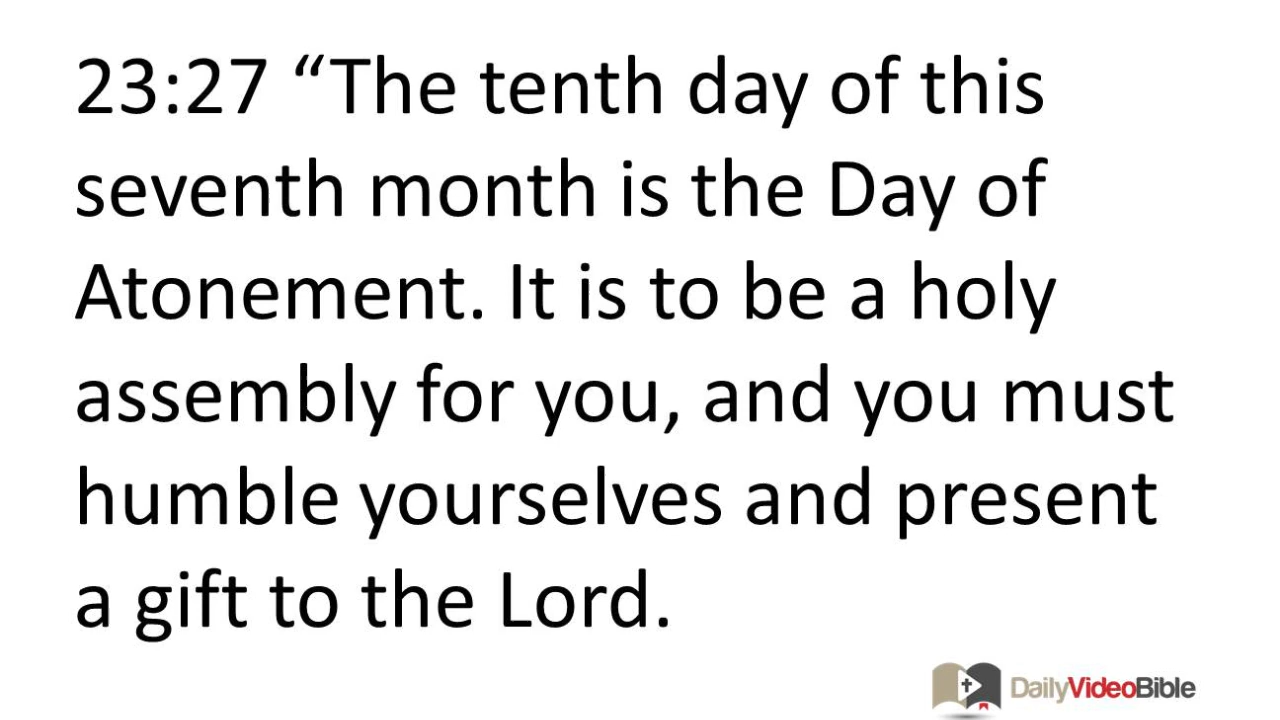 23:27 “The tenth day of this
seventh month is the Day of
Atonement. It is to be a holy
assembly for you, and you must
humble yourselves and present
a gift to the Lord.
DailyVideoBible